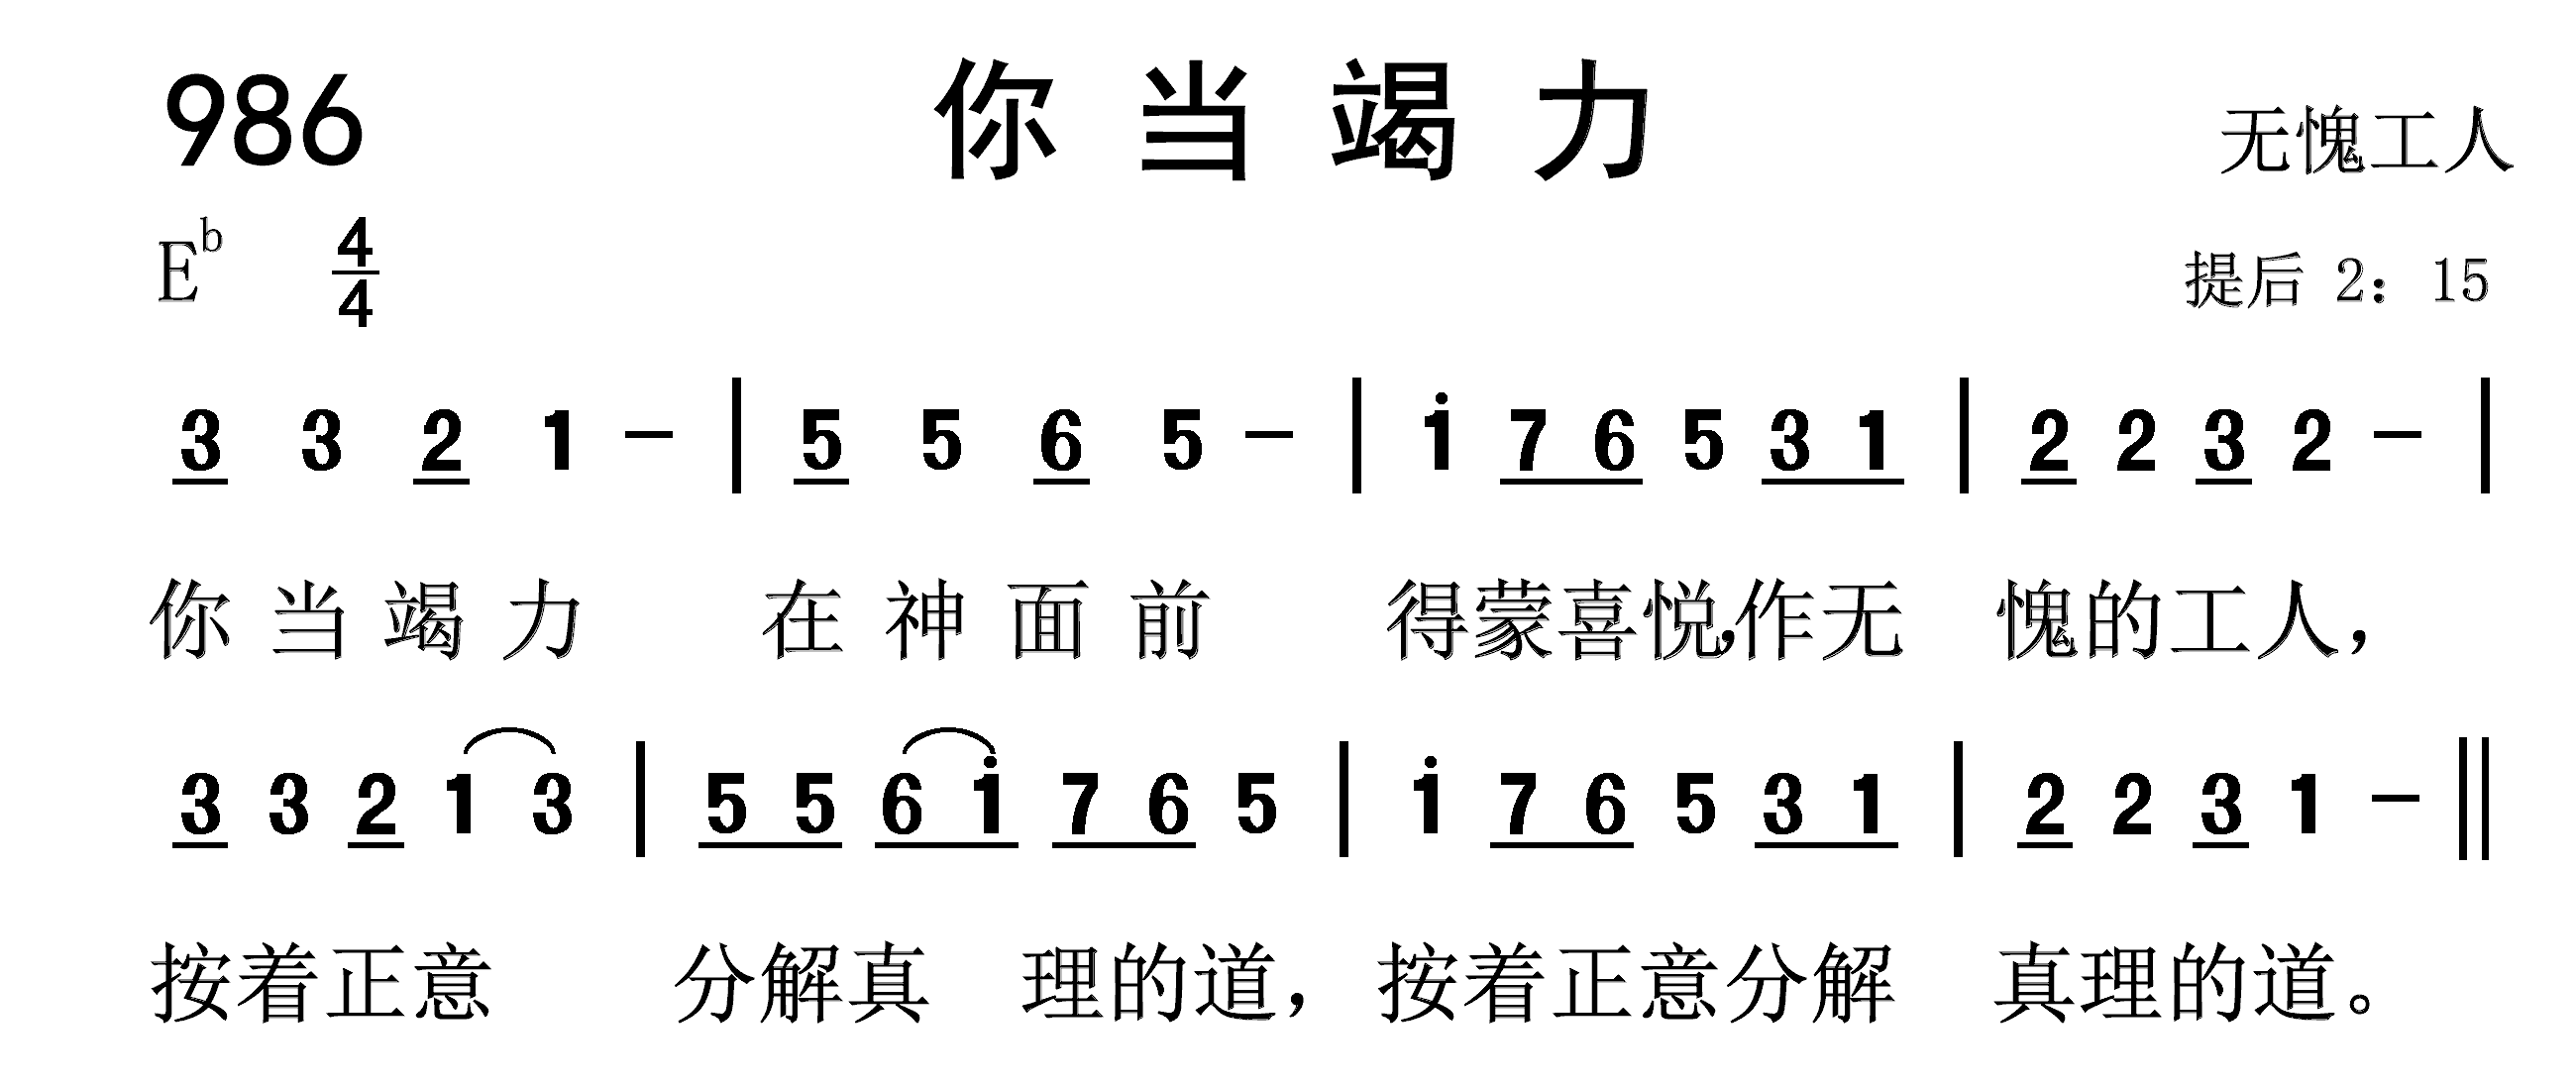 986 你当竭力 无愧工人
E♭ 4/4 提后 2：15
3 3 2 1 － | 5 5 6 5 － | i 7 6 5 3 1 | 2 2 3 2 － |
你当竭力 在神面前 得蒙喜悦，作无 愧的工人，
3 3 2 1 3 | 5 5 6 i 7 6 5 | i 7 6 5 3 1 | 2 2 3 1 － ||
按着正意 分解真 理的道，按着正意分解 真理的道。